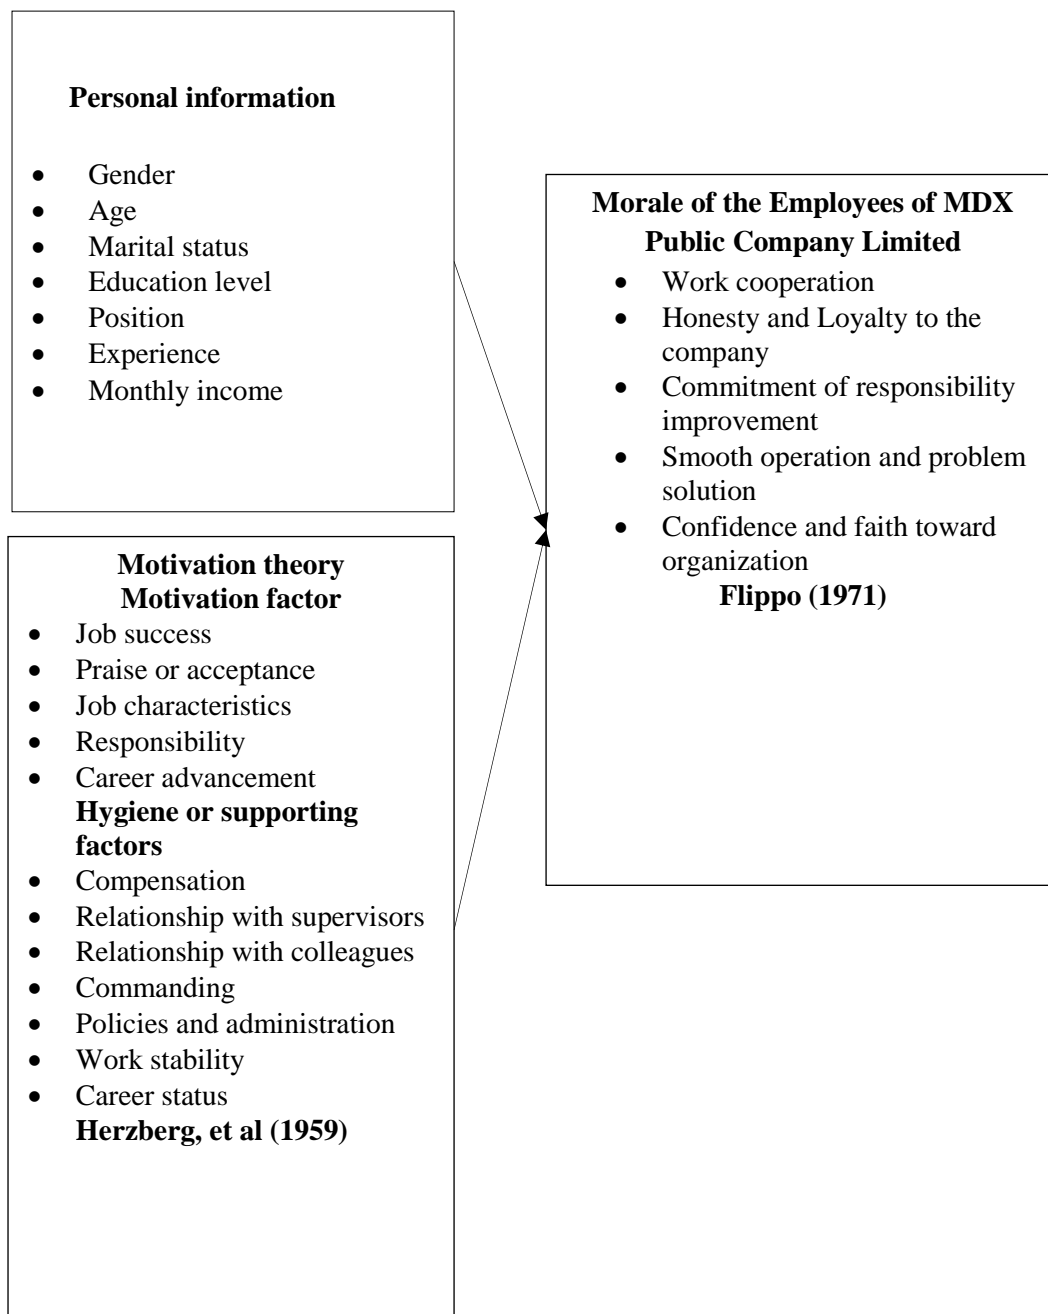 Personal information
• Gender
• Age
• Marital status
• Education level
• Position
• Experience
• Monthly income
Morale of the Employees of MDX
Public Company Limited
• Work cooperation
• Honesty and Loyalty to the
company
• Commitment of responsibility
improvement
• Smooth operation and problem
solution
• Confidence and faith toward
organization
Flippo (1971)
Motivation theory
Motivation factor
• Job success
• Praise or acceptance
• Job characteristics
• Responsibility
• Career advancement
Hygiene or supporting
factors
• Compensation
• Relationship with supervisors
• Relationship with colleagues
• Commanding
• Policies and administration
• Work stability
• Career status
Herzberg, et al (1959)